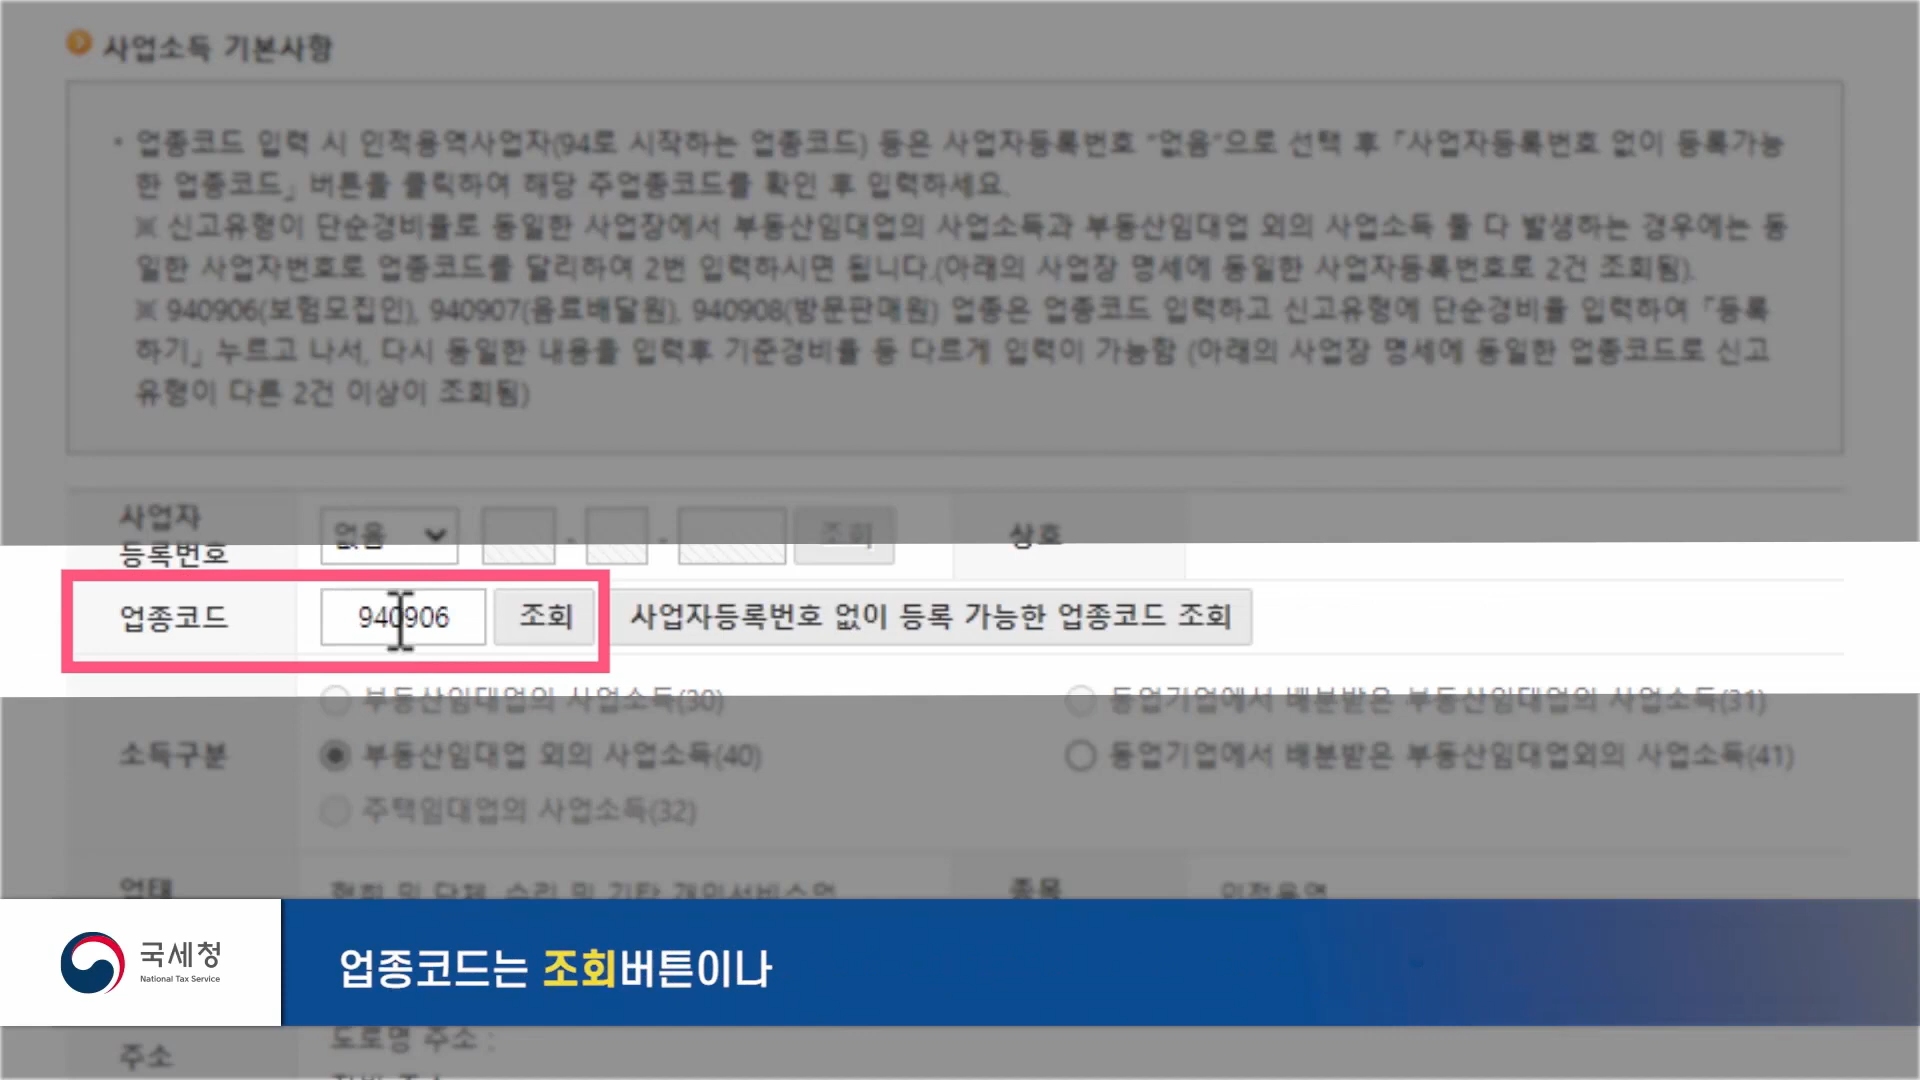 사업소득 기본사항
• 업종코드 입력 시 인적용역사업자(94로 시작하는 업종코드) 등은 사업자등록번호 "없음"으로 선택 후 「사업자등록번호 없이 등록가능
한 업종코드」 버튼을 클릭하여 해당 주업종코드를 확인 후 입력하세요.
※ 신고유형이 단순경비율로 동일한 사업장에서 부동산임대업의 사업소득과 부동산임대업 외의 사업소득 둘 다 발생하는 경우에는 동
일한 사업자번호로 업종코드를 달리하여 2번 입력하시면 됩니다.(아래의 사업장 명세에 동일한 사업자등록번호로 2건 조회됨).
※ 940906(보험모집인), 940907(음료배달원), 940908(방문판매원) 업종은 업종코드 입력하고 신고유형에 단순경비율 입력하여 「등록
하기」 누르고 나서, 다시 동일한 내용을 입력후 기준경비율 등 다르게 입력이 가능함 (아래의 사업장 명세에 동일한 업종코드로 신고
유형이 다른 2건 이상이 조회됨)
사업자
등록번호 없음 - - 조회 상호
업종코드 940906 조회 사업자등록번호 없이 등록 가능한 업종코드 조회
부동산임대업의 사업소득(30) 동업기업에서 배분받은 부동산임대업의 사업소득(31)
소득구분 부동산임대업 외의 사업소득(40) 동업기업에서 배분받은 부동산임대업외의 사업소득(41)
주택임대업의 사업소득(32)
업태 협회 및 단체, 수리 및 기타 개인서비스업 종목 인적용역
국세청
National Tax Service
업종코드는 조회버튼이나
도로명 주소 :
주소